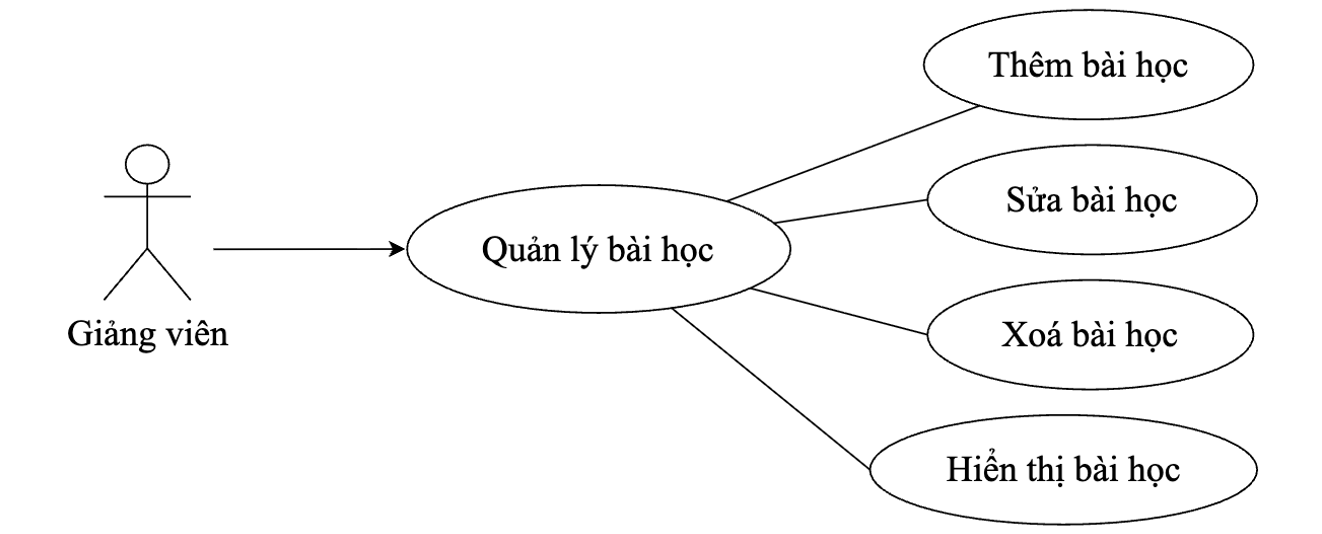 Thêm bài học
Sửa bài học
Quản lý bài học
Xoá bài học
Giảng viên
Hiển thị bài học